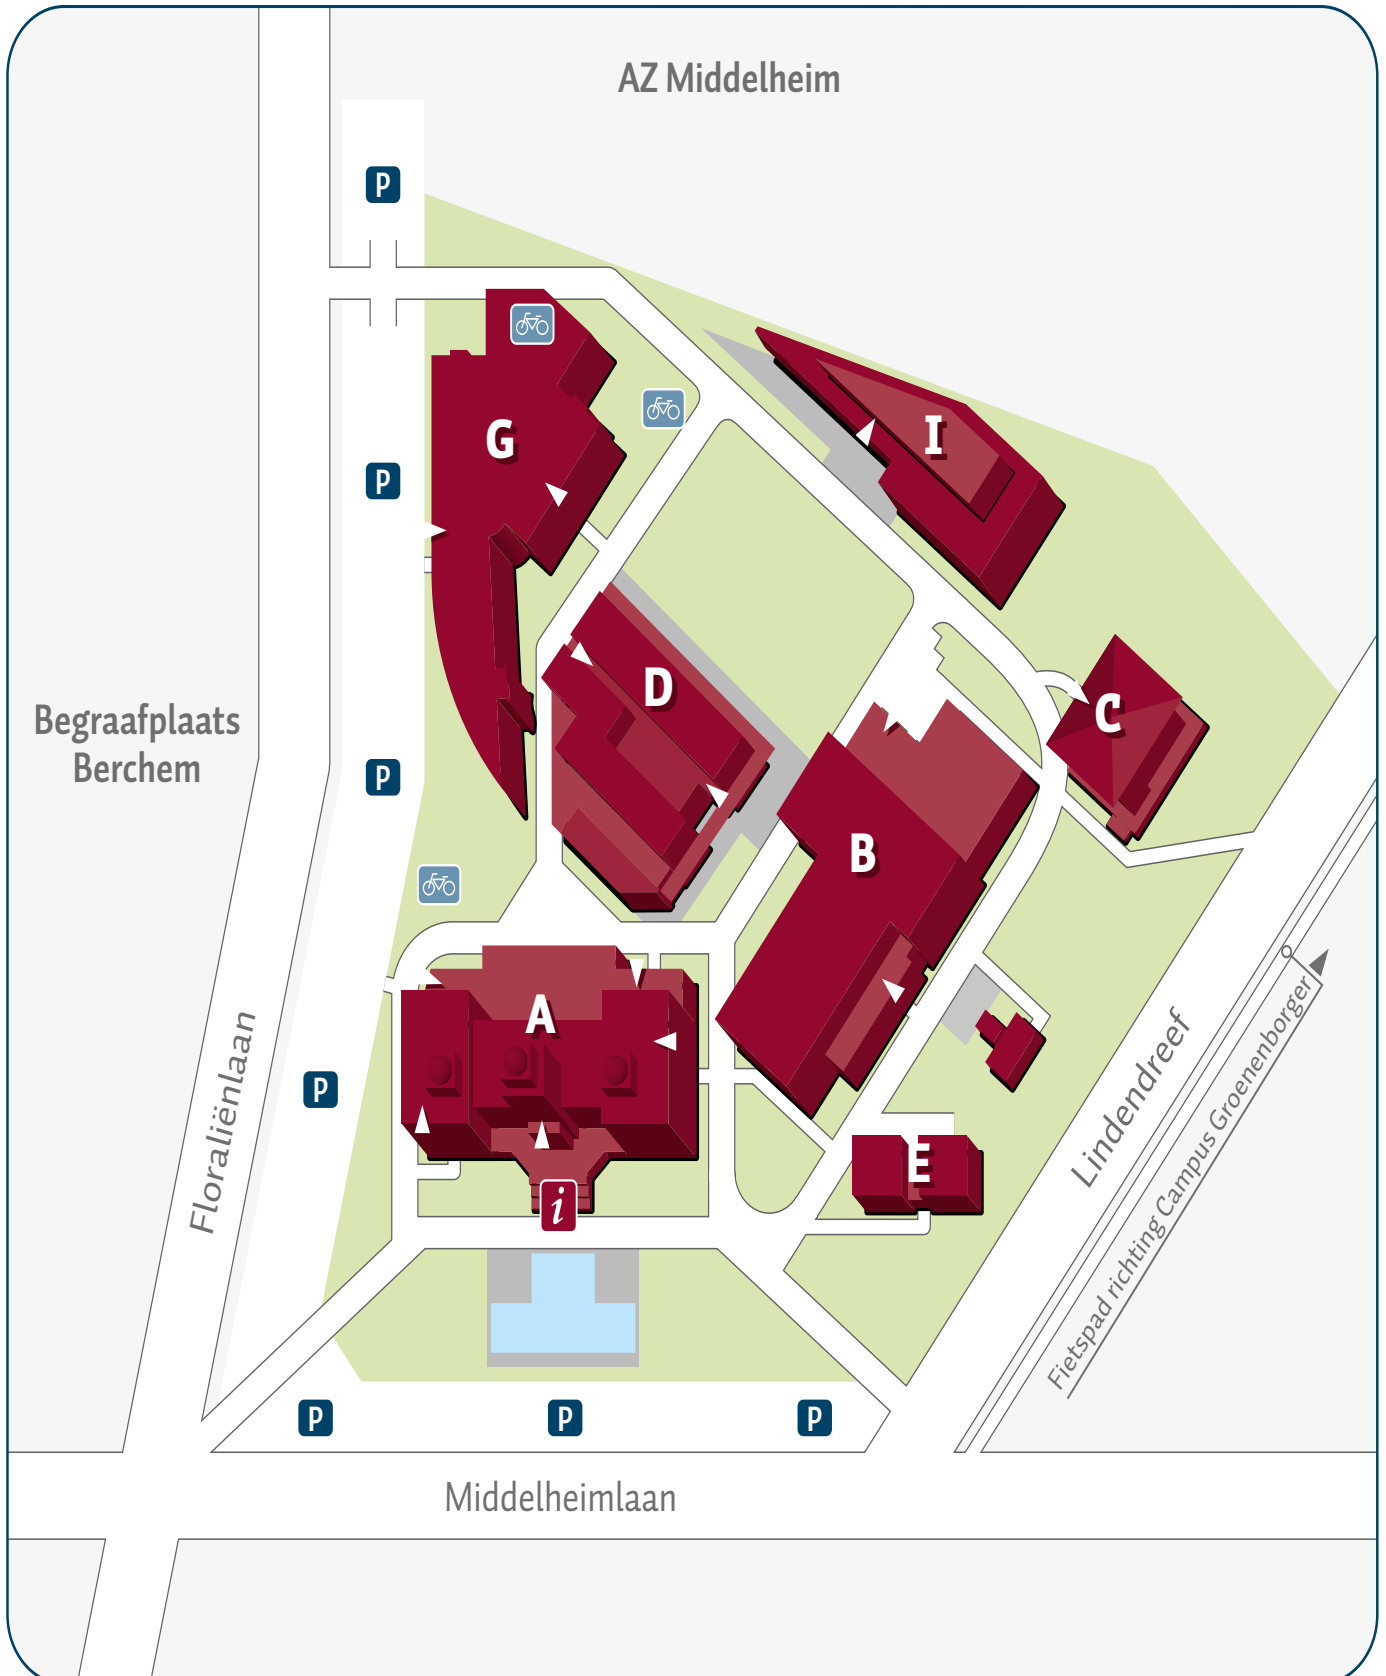 AZ Middelheim
P
G
I
P
D
C
Begraafplaats
Berchem
P
B
A
Floraliënlaan
P
Lindendreef
Fietspad richting Campus Groenenborger
E
i
P
P
P
Middelheimlaan